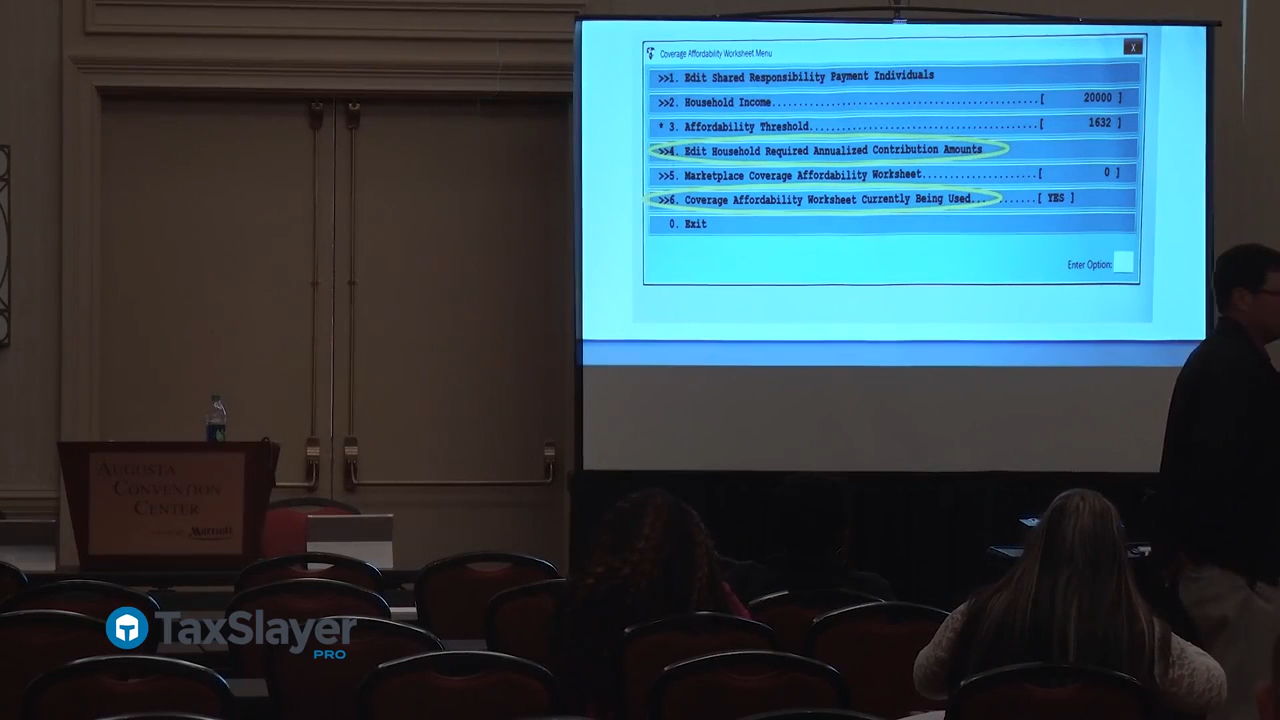 Coverage Affordability Worksheet Menu
X
>>1. Edit Shared Responsibility Payment Individuals
>>2. Household Income.............................................[ 20000 ]
* 3. Affordability Threshold.......................................[ 1632 ]
>>4. Edit Household Required Annualized Contribution Amounts
>>5. Marketplace Coverage Affordability Worksheet...................[ 0 ]
>>6. Coverage Affordability Worksheet Currently Being Used..........[ YES ]
0. Exit
Enter Option:
AUGUSTA
CONVENTION
CENTER
Marriott
TaxSlayer
PRO